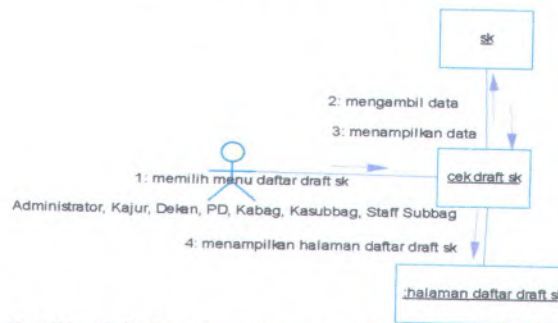 sk
2: mengambil data
3: menampilkan data
1: memilih menu daftar draft sk
cek draft sk
Administrator, Kajur, Dekan, PD, Kabag, Kasubbag, Staff Subbag
4: menampilkan halaman daftar draft sk
:halaman daftar draft sk